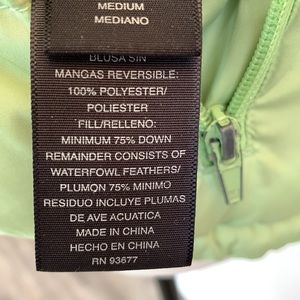 MEDIUM
MEDIANO
BLUSA SIN
MANGAS REVERSIBLE:
100% POLYESTER/
POLIESTER
FILL/RELLENO:
MINIMUM 75% DOWN
REMAINDER CONSISTS OF
WATERFOWL FEATHERS/
PLUMON 75% MINIMO
RESIDUO INCLUYE PLUMAS
DE AVE ACUATICA
MADE IN CHINA
HECHO EN CHINA
RN 93677